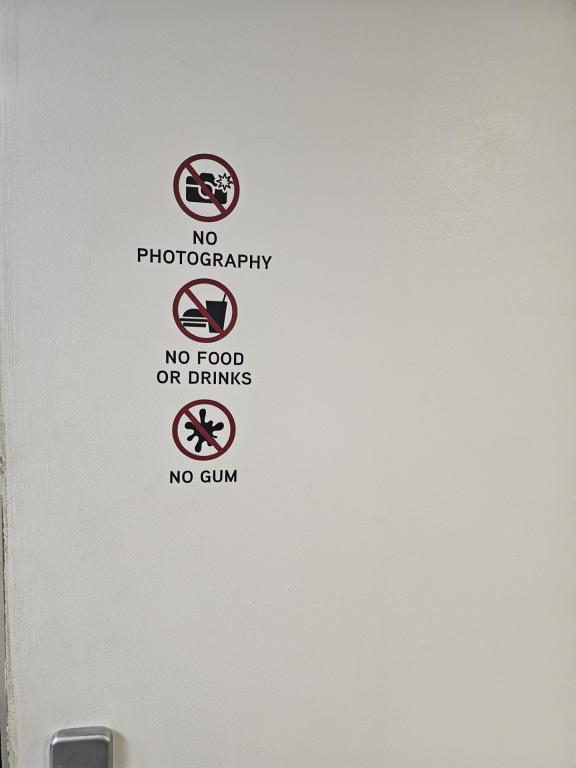 NO
PHOTOGRAPHY
NO FOOD
OR DRINKS
NO GUM